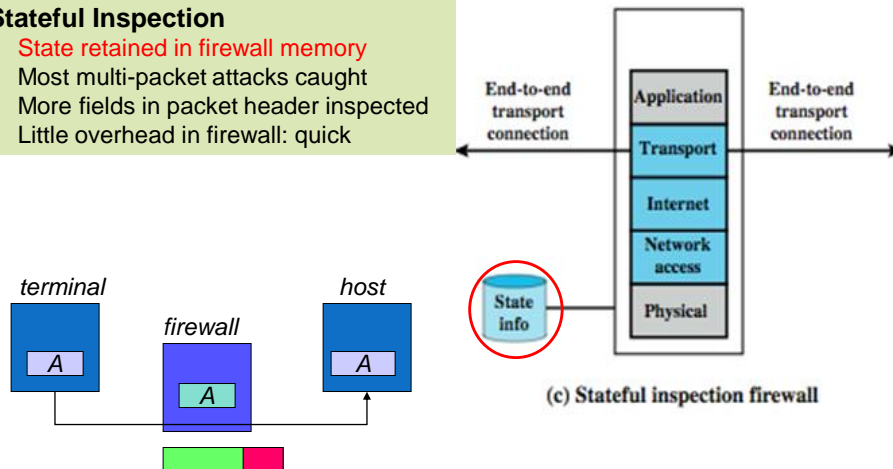 Stateful Inspection
State retained in firewall memory
Most multi-packet attacks caught
More fields in packet header inspected
Little overhead in firewall: quick
End-to-end
transport
connection
Application
Transport
Internet
Network
access
Physical
End-to-end
transport
connection
State
info
(c) Stateful inspection firewall
terminal
A
firewall
A
host
A